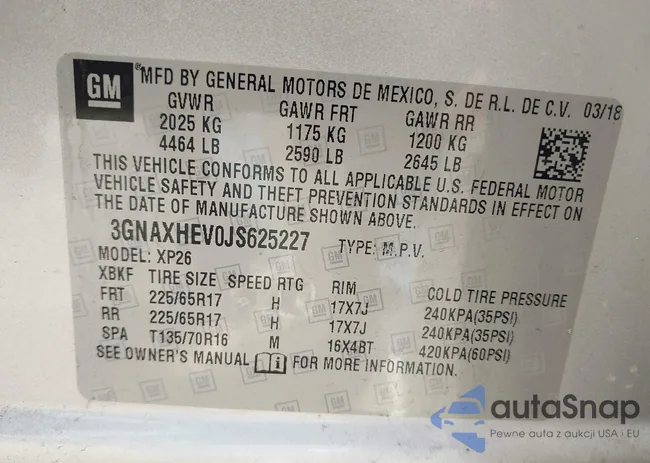 GM
®MFD BY GENERAL MOTORS DE MEXICO, S. DE R.L. DE C.V. 03/18
GVWR GAWR FRT GAWR RR
2025 KG 1175 KG 1200 KG
4464 LB 2590 LB 2645 LB
THIS VEHICLE CONFORMS TO ALL APPLICABLE U.S. FEDERAL MOTOR
VEHICLE SAFETY AND THEFT PREVENTION STANDARDS IN EFFECT ON
THE DATE OF MANUFACTURE SHOWN ABOVE.
3GNAXHEV0JS625227 TYPE: M.P.V.
MODEL: XP26
XBKF TIRE SIZE SPEED RTG RIM COLD TIRE PRESSURE
FRT 225/65R17 H 17X7J 240KPA(35PSI)
RR 225/65R17 H 17X7J 240KPA(35PSI)
SPA T135/70R16 M 16X4BT 420KPA(60PSI)
SEE OWNER'S MANUAL FOR MORE INFORMATION.
autaSnap
Pewne auta z aukcji USA i EU